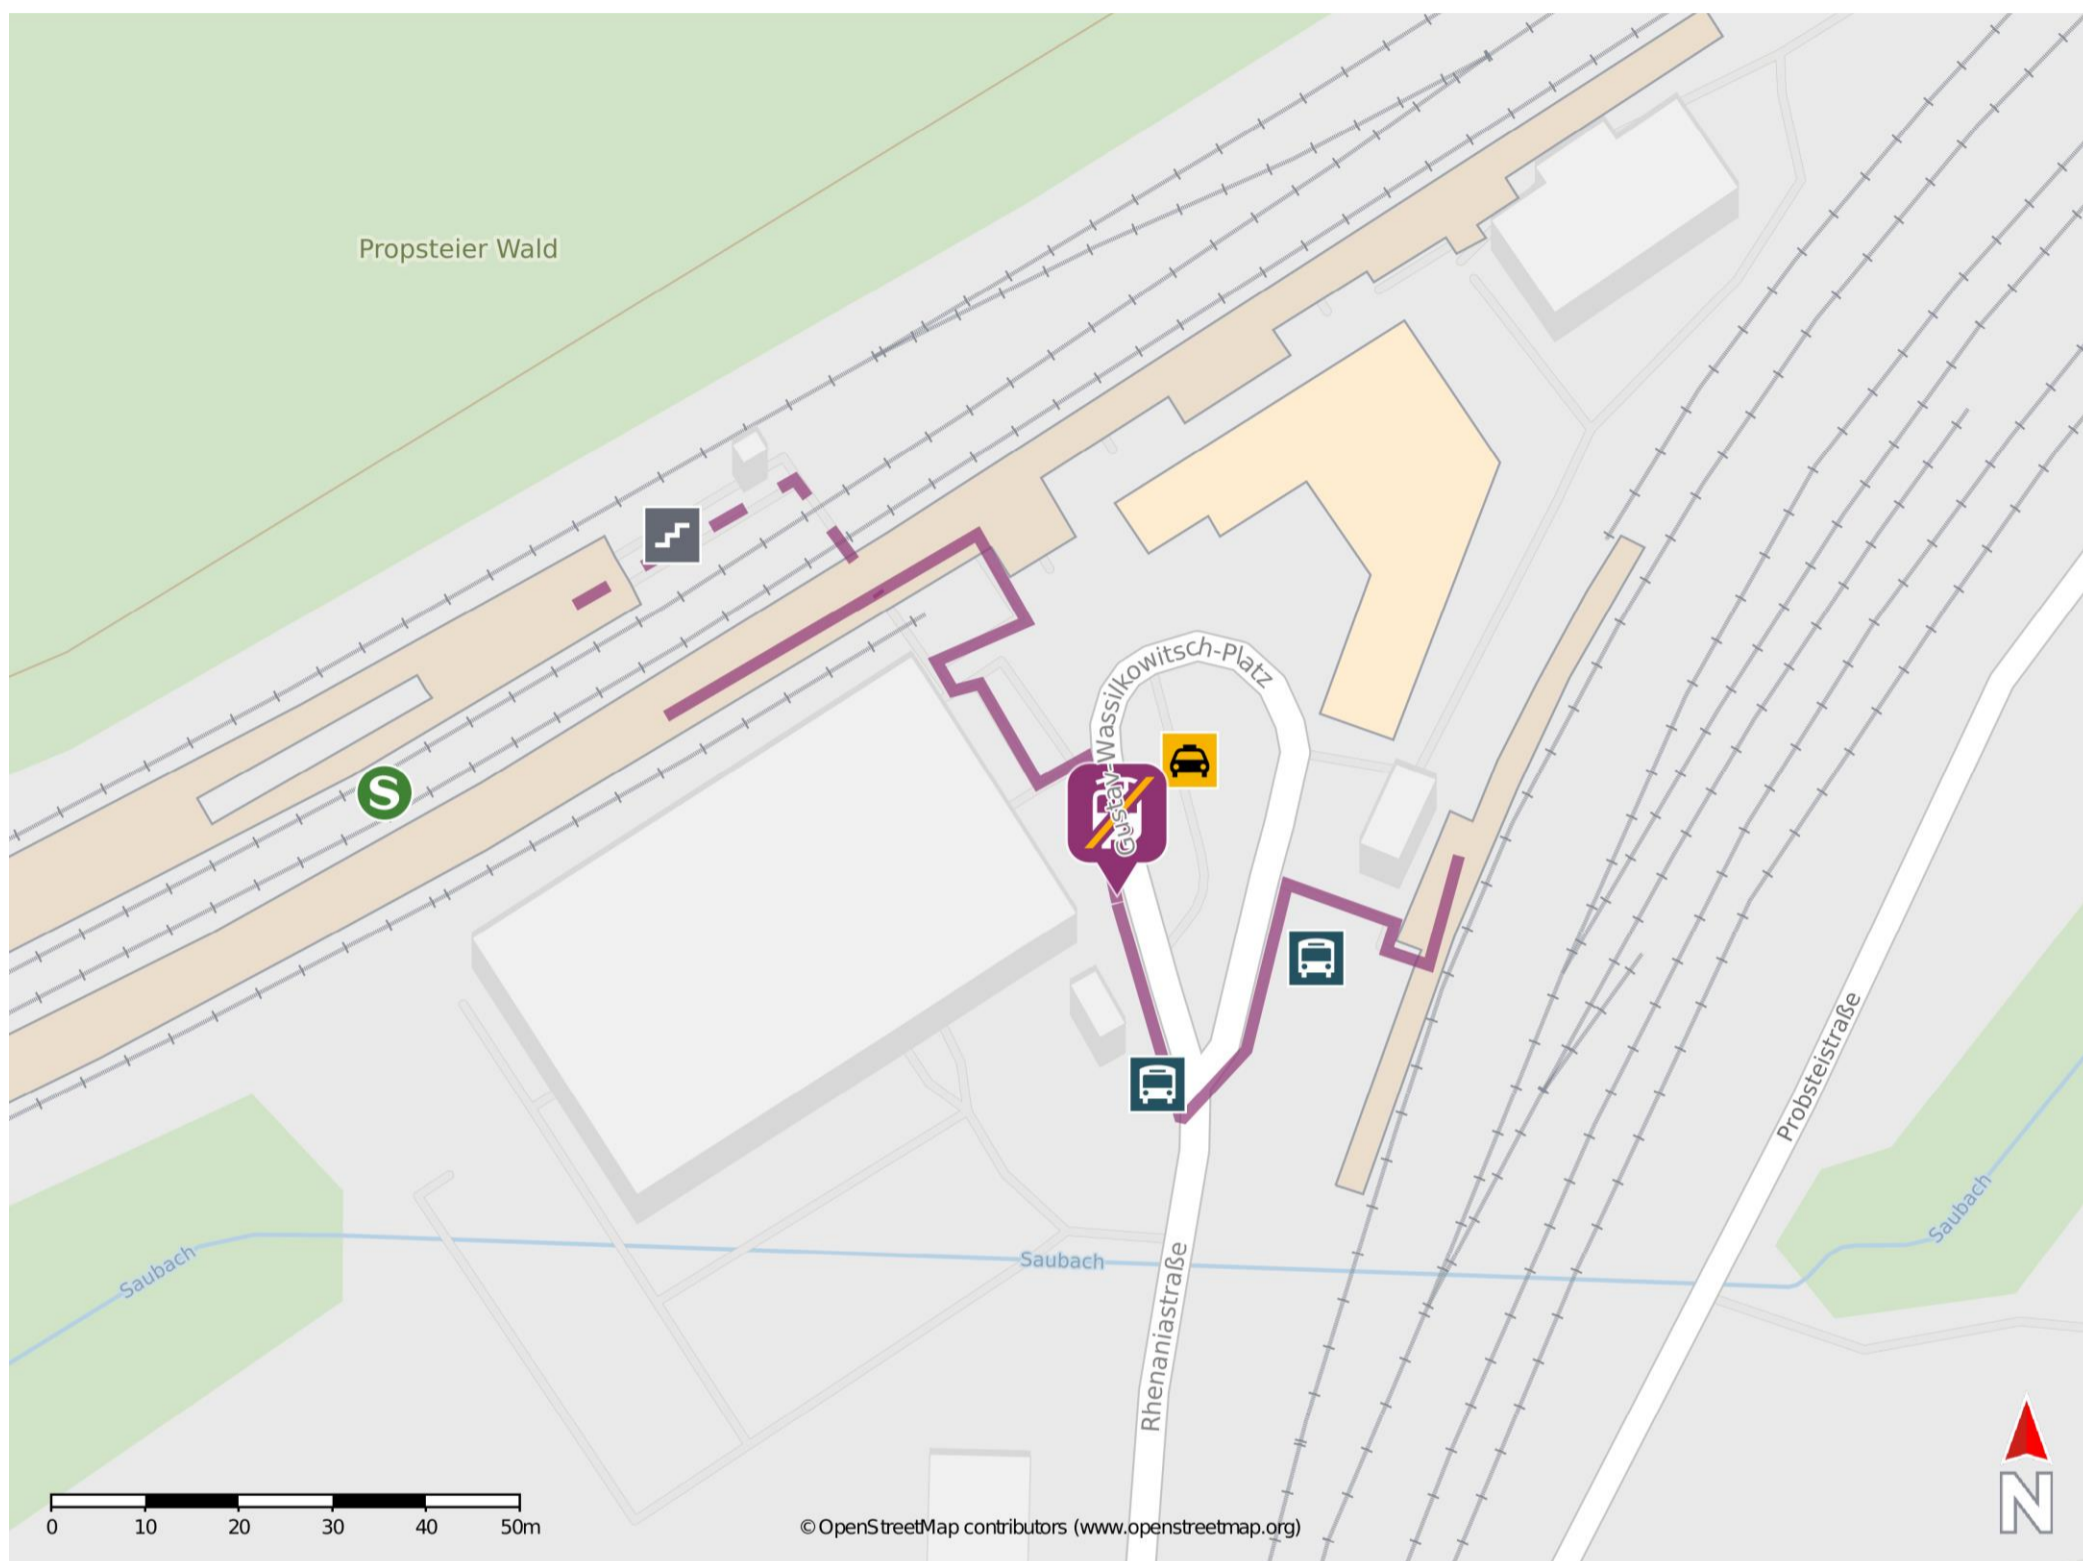 Propsteier Wald
Gustav-Wassilkowitsch-Platz
S
Probsteistraße
Saubach
Saubach
Saubach
Rhenaniastraße
0 10 20 30 40 50m
© OpenStreetMap contributors (www.openstreetmap.org)
N